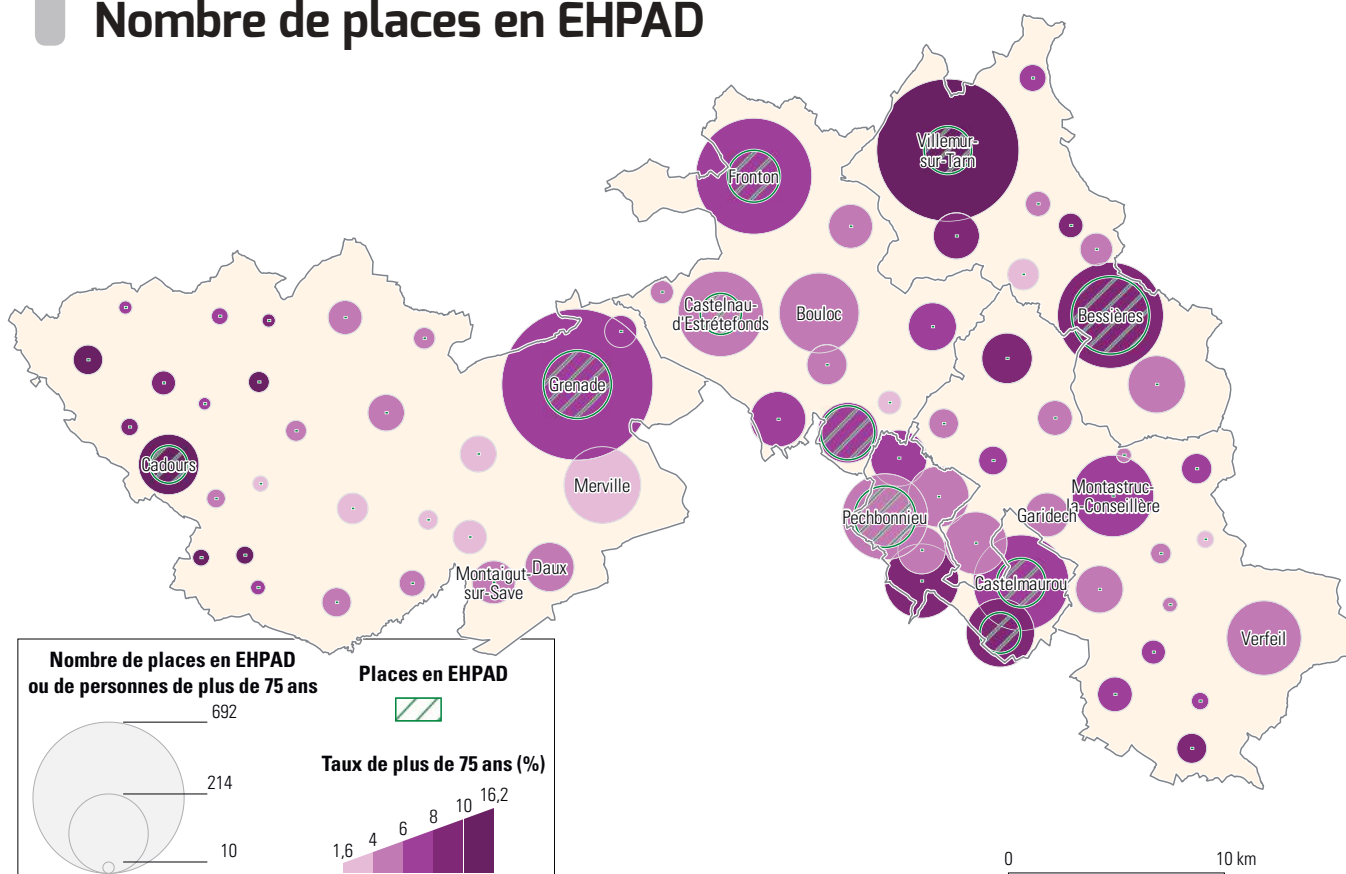 Nombre de places en EHPAD
Villemur-
sur-Tarn
Fronton
Castelnau-
d'Estrétefonds
Bouloc
Bessières
Grenade
Cadours
Merville
Montastruc-
la-Conseillère
Garidech
Pechbonnieu
Montaigut-
sur-Save
Daux
Castelmaurou
Verfeil
Nombre de places en EHPAD
ou de personnes de plus de 75 ans
692
214
10
Places en EHPAD
Taux de plus de 75 ans (%)
1,6
4
6
8
10
16,2
0
10 km